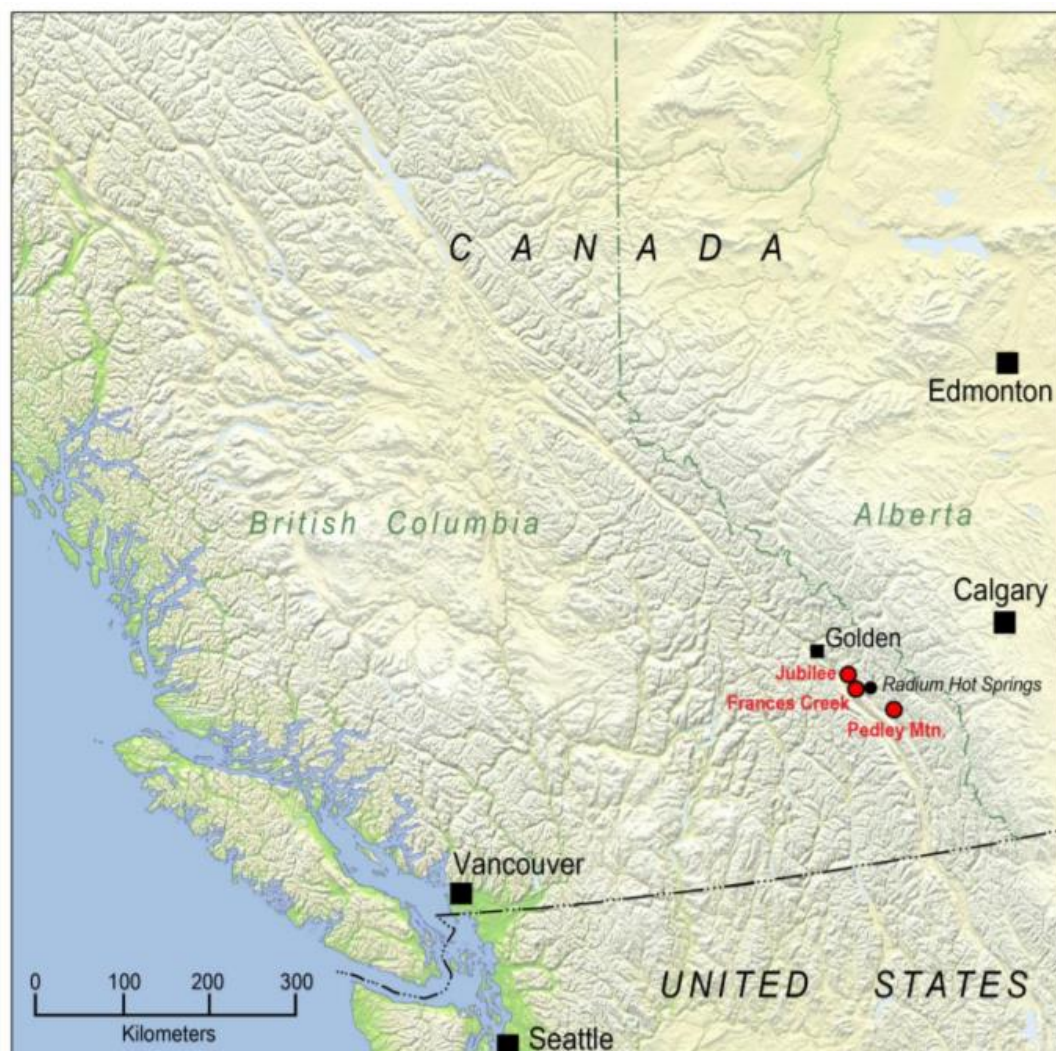 CANADA
Edmonton
British Columbia
Alberta
Calgary
Golden
Jubilee
Radium Hot Springs
Frances Creek
Pedley Mtn.
Vancouver
0 100 200 300
Kilometers
UNITED STATES
Seattle